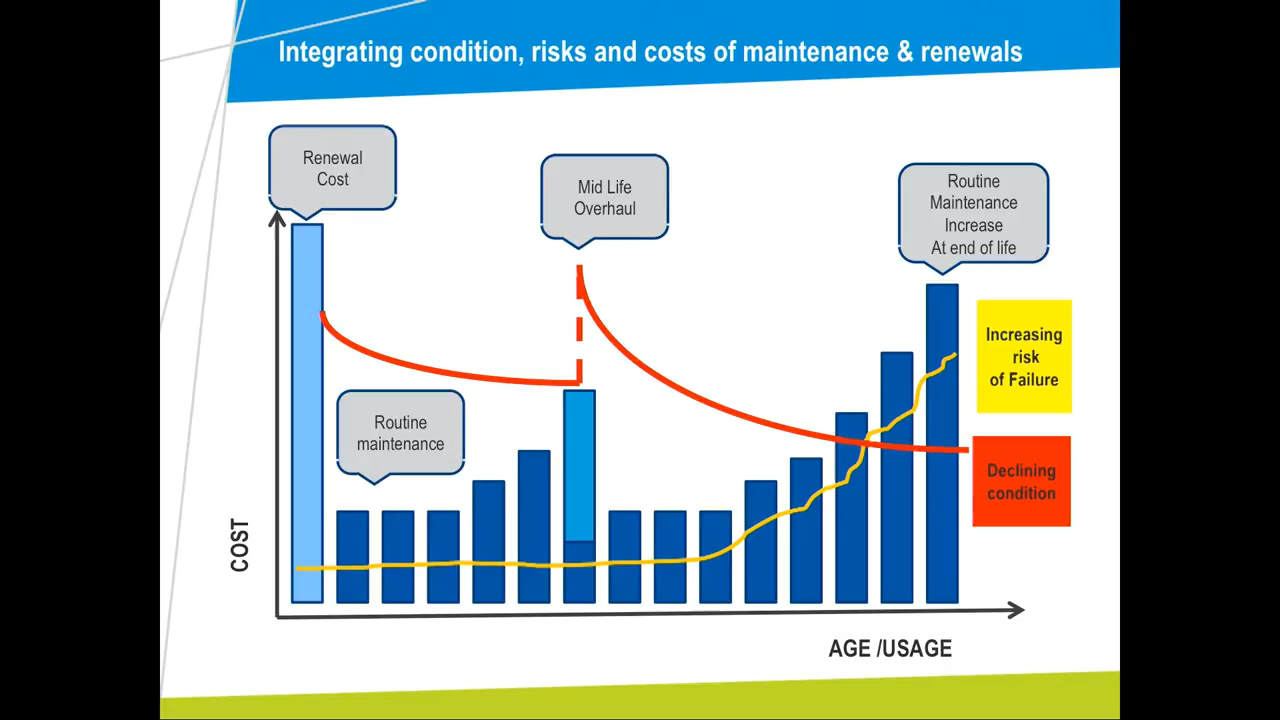 Integrating condition, risks and costs of maintenance & renewals
Renewal
Cost
Mid Life
Overhaul
Routine
Maintenance
Increase
At end of life
Increasing
risk
of Failure
Routine
maintenance
Declining
condition
COST
AGE /USAGE